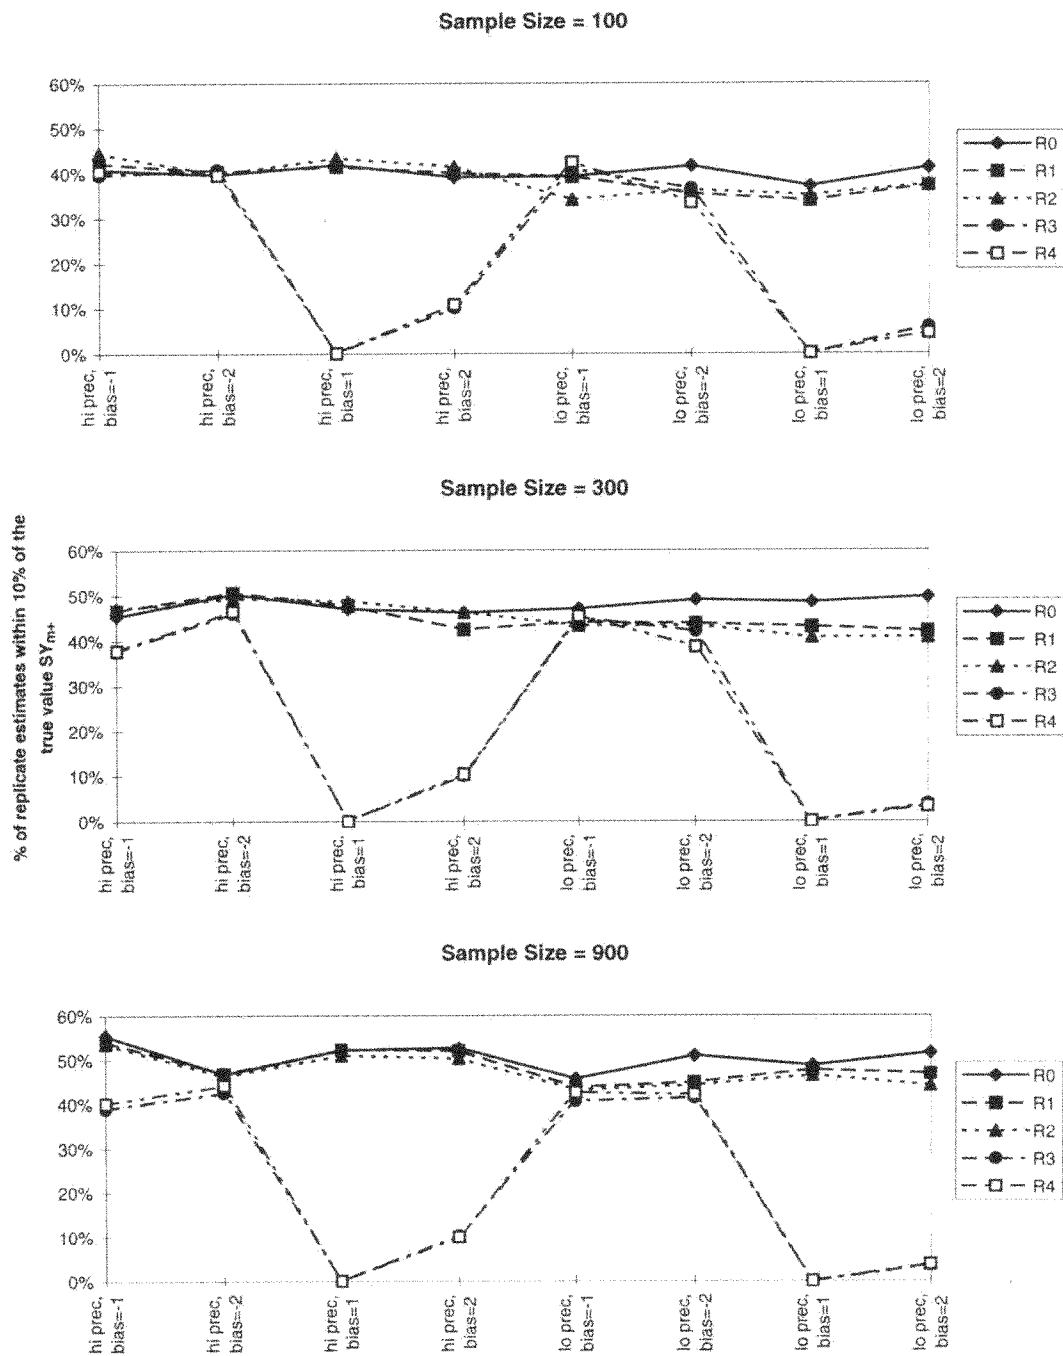 Sample Size = 100
60%
50%
40%
30%
20%
10%
0%
hi prec,
bias=-1
hi prec,
bias=-2
hi prec,
bias=1
hi prec,
bias=2
lo prec,
bias=-1
lo prec,
bias=-2
lo prec,
bias=1
lo prec,
bias=2
R0
R1
R2
R3
R4
% of replicate estimates within 10% of the
true value SYm+
Sample Size = 300
60%
50%
40%
30%
20%
10%
0%
hi prec,
bias=-1
hi prec,
bias=-2
hi prec,
bias=1
hi prec,
bias=2
lo prec,
bias=-1
lo prec,
bias=-2
lo prec,
bias=1
lo prec,
bias=2
R0
R1
R2
R3
R4
Sample Size = 900
60%
50%
40%
30%
20%
10%
0%
hi prec,
bias=-1
hi prec,
bias=-2
hi prec,
bias=1
hi prec,
bias=2
lo prec,
bias=-1
lo prec,
bias=-2
lo prec,
bias=1
lo prec,
bias=2
R0
R1
R2
R3
R4